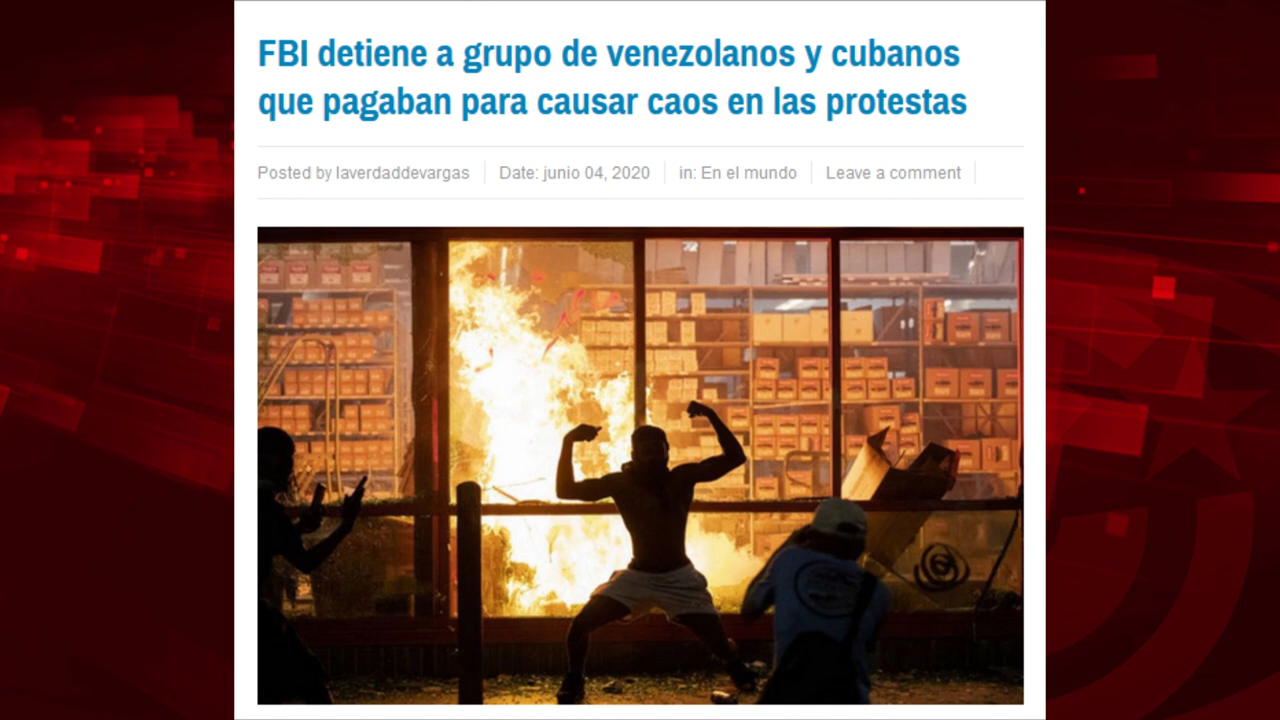 FBI detiene a grupo de venezolanos y cubanos
que pagaban para causar caos en las protestas
Posted by laverdaddevargas Date: junio 04, 2020 in: En el mundo Leave a comment